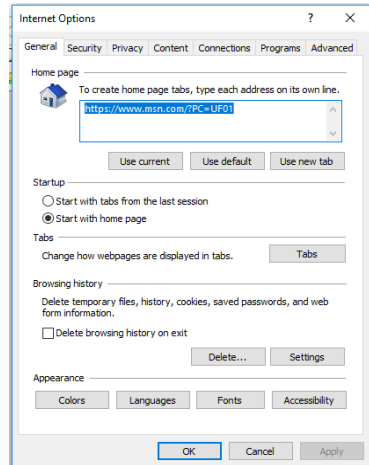 Internet Options ? X
General Security Privacy Content Connections Programs Advanced
Home page
To create home page tabs, type each address on its own line.
https://www.msn.com/?PC=UF01
Use current Use default Use new tab
Startup
Start with tabs from the last session
Start with home page
Tabs
Change how webpages are displayed in tabs. Tabs
Browsing history
Delete temporary files, history, cookies, saved passwords, and web
form information.
Delete browsing history on exit
Delete... Settings
Appearance
Colors Languages Fonts Accessibility
OK Cancel Apply